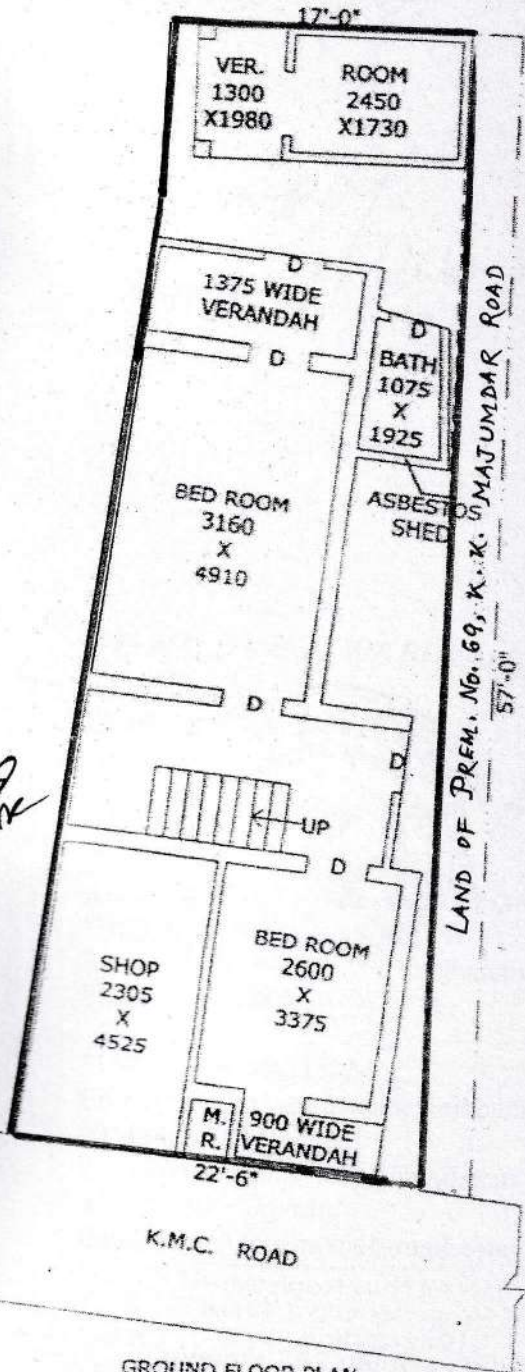 17'-0"
VER.
1300
X1980
ROOM
2450
X1730
D
1375 WIDE
VERANDAH
D
D
BATH
1075
X
1925
ASBESTOS
SHED
BED ROOM
3160
X
4910
LAND OF PREM. No. 69, K.K. MAJUMDAR ROAD
57'-0"
D
D
UP
D
SHOP
2305
X
4525
BED ROOM
2600
X
3375
M.
R.
900 WIDE
VERANDAH
22'-6"
K.M.C. ROAD
GROUND FLOOR PLAN